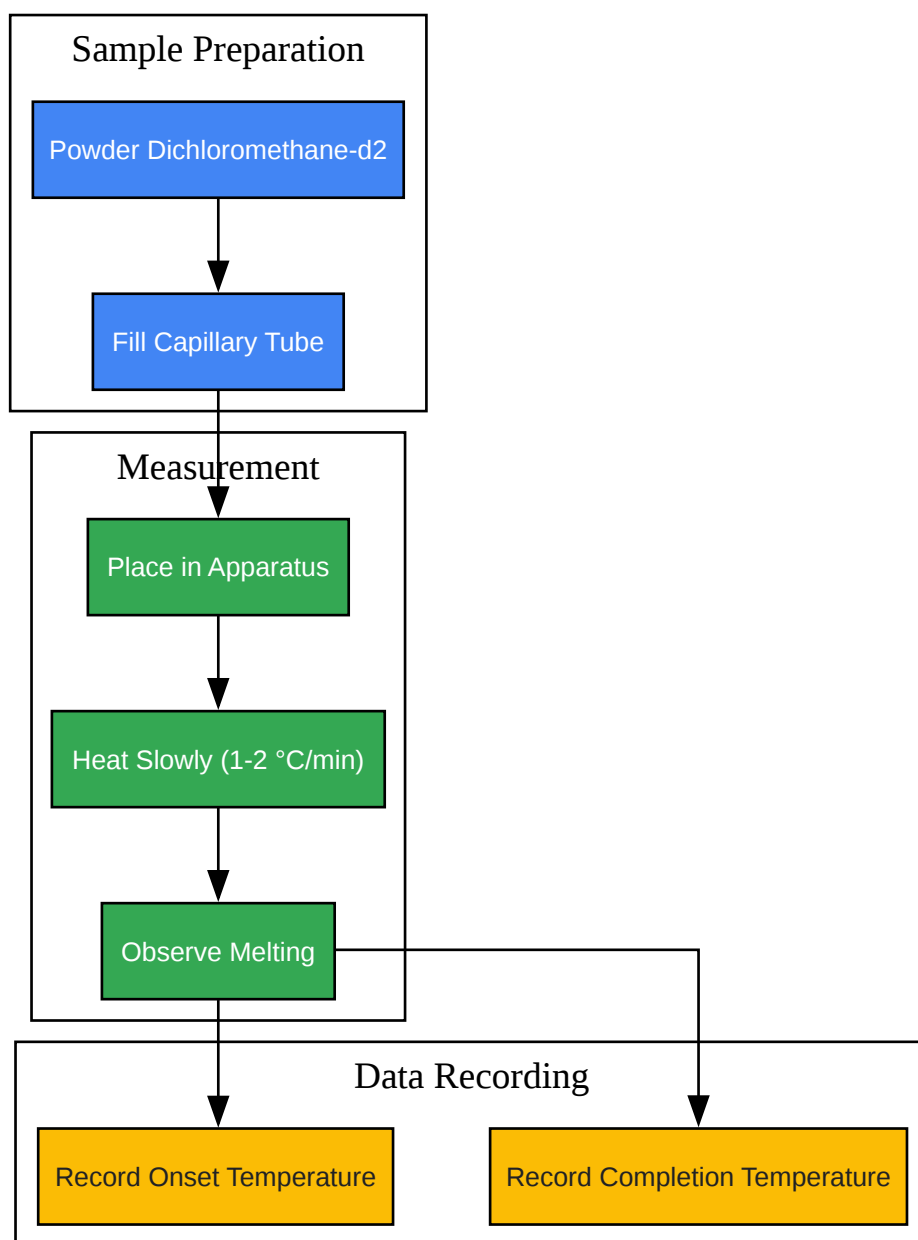 Sample Preparation
Powder Dichloromethane-d2
Fill Capillary Tube
Measurement
Place in Apparatus
Heat Slowly (1-2 °C/min)
Observe Melting
Data Recording
Record Onset Temperature
Record Completion Temperature